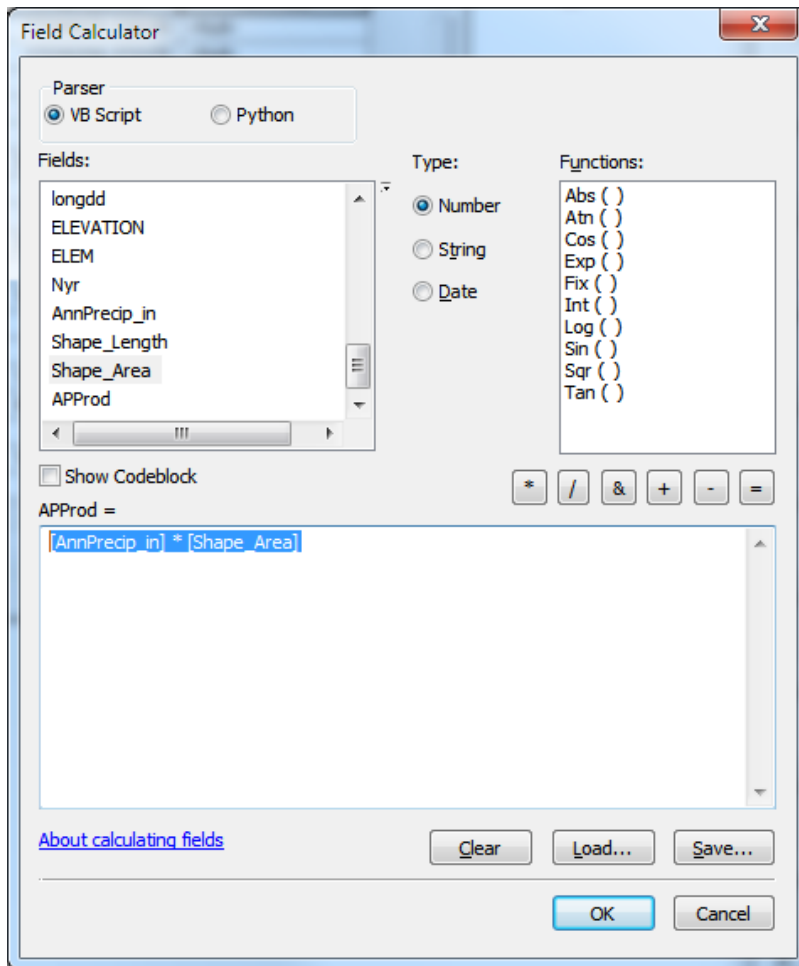 Field Calculator
Parser
VB Script Python
Fields:
Type:
Functions:
longdd
ELEVATION
ELEM
Nyr
AnnPrecip_in
Shape_Length
Shape_Area
APProd
Number
String
Date
Abs ( )
Atn ( )
Cos ( )
Exp ( )
Fix ( )
Int ( )
Log ( )
Sin ( )
Sqr ( )
Tan ( )
Show Codeblock
* / & + - =
APProd =
[AnnPrecip_in] * [Shape_Area]
About calculating fields
Clear Load... Save...
OK Cancel